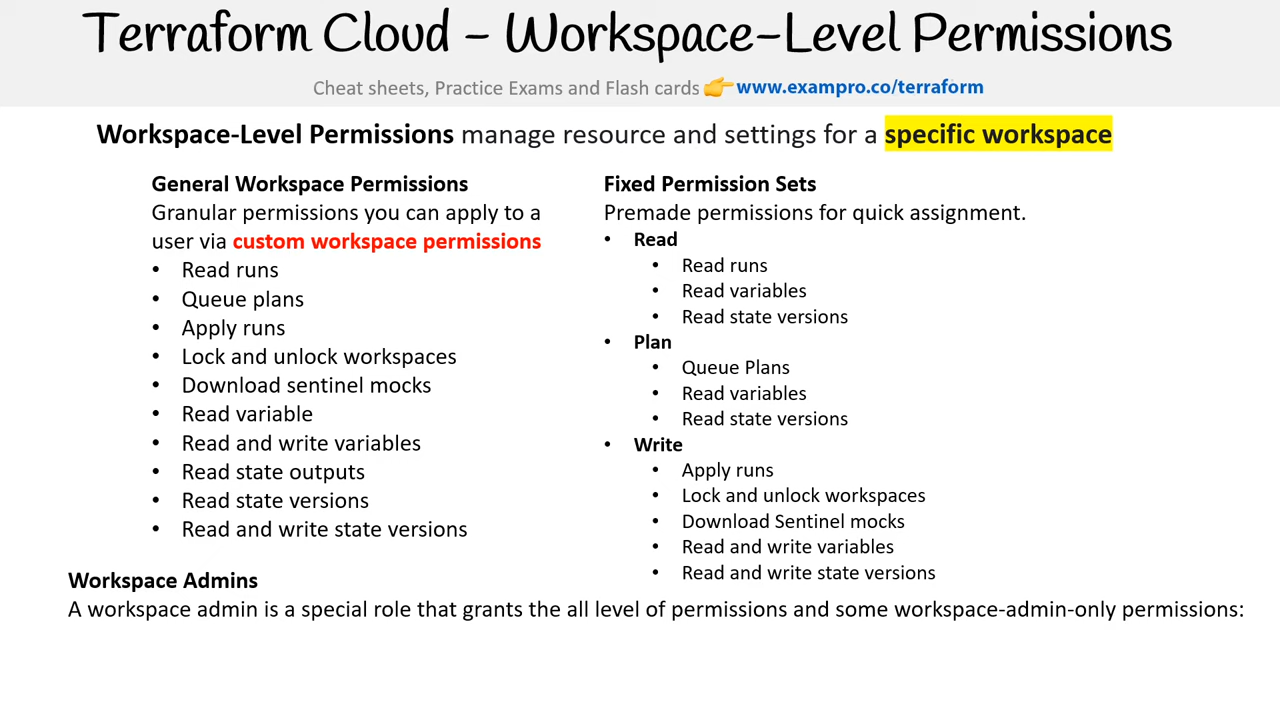 Terraform Cloud – Workspace-Level Permissions
Cheat sheets, Practice Exams and Flash cards 👉 www.exampro.co/terraform
Workspace-Level Permissions manage resource and settings for a specific workspace
General Workspace Permissions
Granular permissions you can apply to a
user via custom workspace permissions
• Read runs
• Queue plans
• Apply runs
• Lock and unlock workspaces
• Download sentinel mocks
• Read variable
• Read and write variables
• Read state outputs
• Read state versions
• Read and write state versions
Fixed Permission Sets
Premade permissions for quick assignment.
• Read
• Read runs
• Read variables
• Read state versions
• Plan
• Queue Plans
• Read variables
• Read state versions
• Write
• Apply runs
• Lock and unlock workspaces
• Download Sentinel mocks
• Read and write variables
• Read and write state versions
Workspace Admins
A workspace admin is a special role that grants the all level of permissions and some workspace-admin-only permissions: